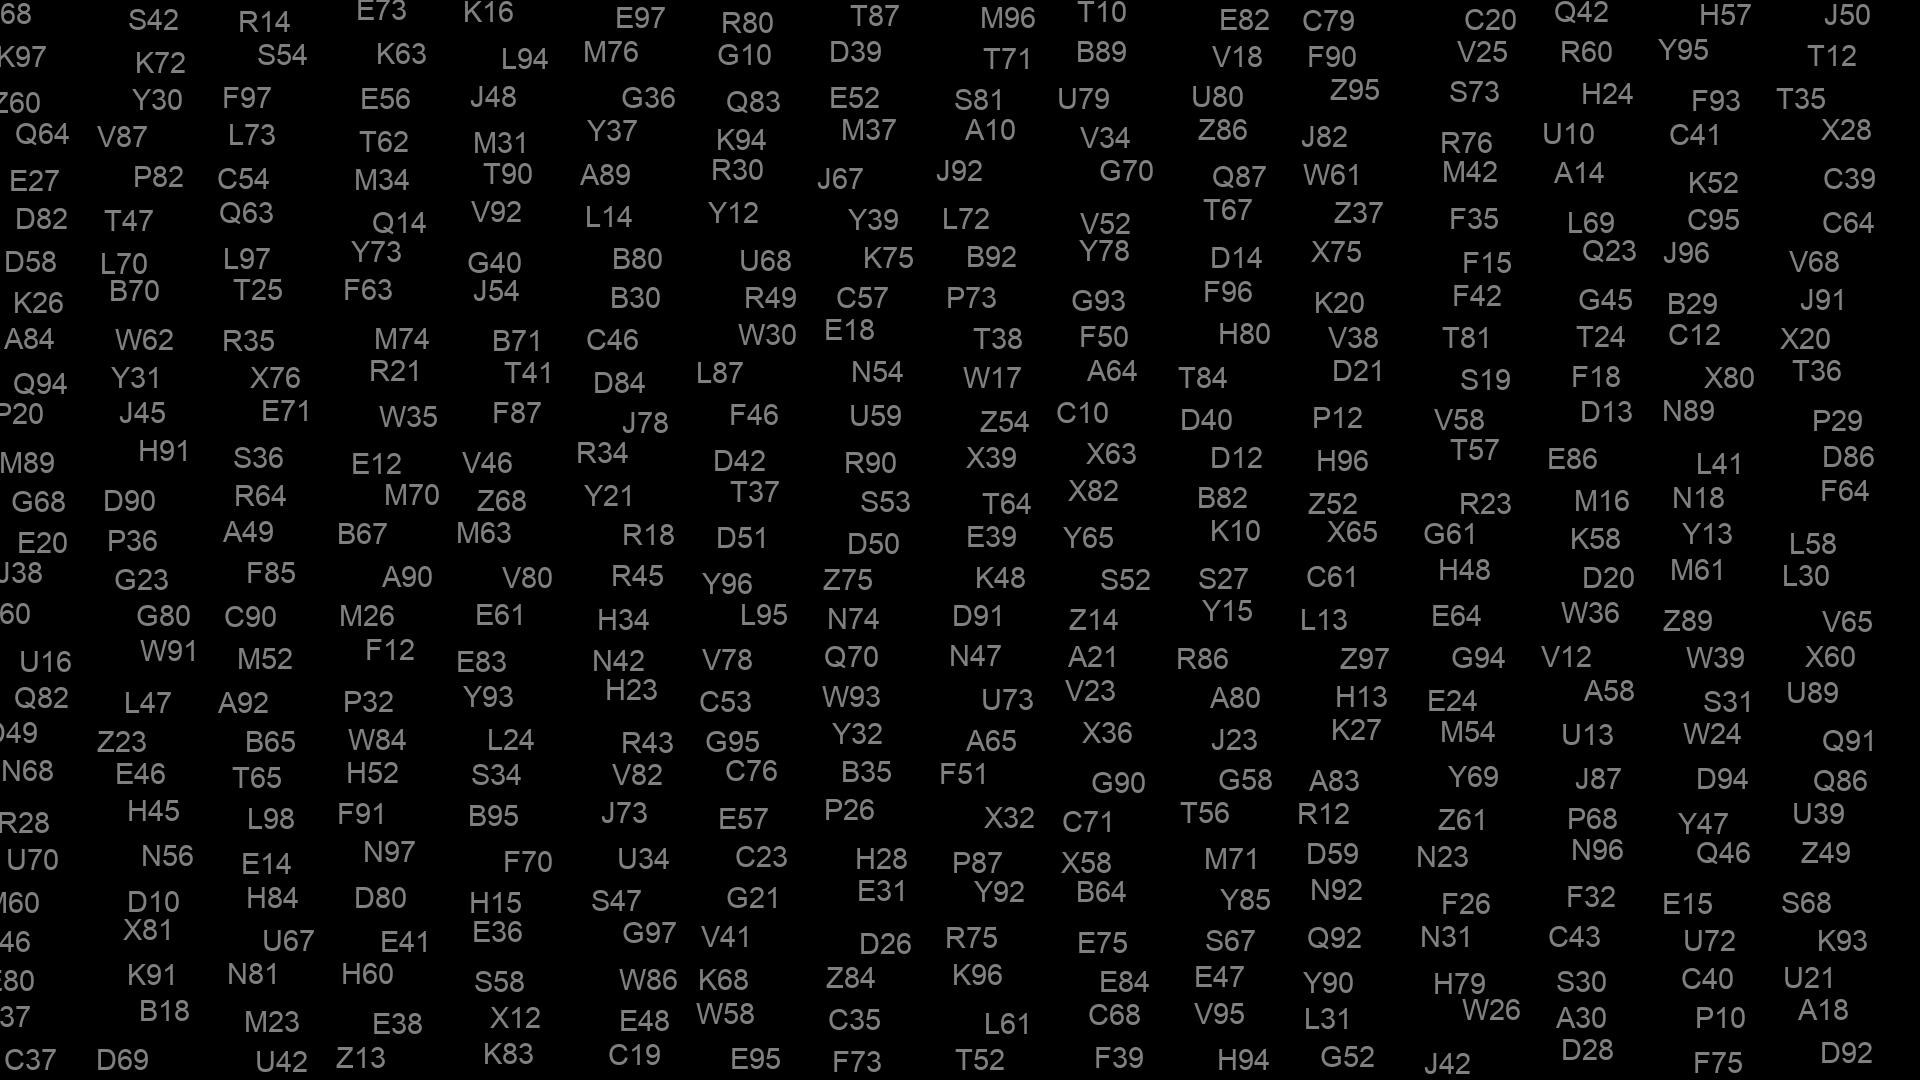 68 S42 R14 E73 K16 E97 R80 T87 M96 T10 E82 C79 C20 Q42 H57 J50
K97 K72 S54 K63 L94 M76 G10 D39 T71 B89 V18 F90 V25 R60 Y95 T12
Z60 Y30 F97 E56 J48 G36 Q83 E52 S81 U79 U80 Z95 S73 H24 F93 T35
Q64 V87 L73 T62 M31 Y37 K94 M37 A10 V34 Z86 J82 R76 U10 C41 X28
E27 P82 C54 M34 T90 A89 R30 J67 J92 G70 Q87 W61 M42 A14 K52 C39
D82 T47 Q63 Q14 V92 L14 Y12 Y39 L72 V52 T67 Z37 F35 L69 C95 C64
D58 L70 L97 Y73 G40 B80 U68 K75 B92 Y78 D14 X75 F15 Q23 J96 V68
K26 B70 T25 F63 J54 B30 R49 C57 P73 G93 F96 K20 F42 G45 B29 J91
A84 W62 R35 M74 B71 C46 W30 E18 T38 F50 H80 V38 T81 T24 C12 X20
Q94 Y31 X76 R21 T41 D84 L87 N54 W17 A64 T84 D21 S19 F18 X80 T36
P20 J45 E71 W35 F87 J78 F46 U59 Z54 C10 D40 P12 V58 D13 N89 P29
M89 H91 S36 E12 V46 R34 D42 R90 X39 X63 D12 H96 T57 E86 L41 D86
G68 D90 R64 M70 Z68 Y21 T37 S53 T64 X82 B82 Z52 R23 M16 N18 F64
E20 P36 A49 B67 M63 R18 D51 D50 E39 Y65 K10 X65 G61 K58 Y13 L58
J38 G23 F85 A90 V80 R45 Y96 Z75 K48 S52 S27 C61 H48 D20 M61 L30
60 G80 C90 M26 E61 H34 L95 N74 D91 Z14 Y15 L13 E64 W36 Z89 V65
U16 W91 M52 F12 E83 N42 V78 Q70 N47 A21 R86 Z97 G94 V12 W39 X60
Q82 L47 A92 P32 Y93 H23 C53 W93 U73 V23 A80 H13 E24 A58 S31 U89
49 Z23 B65 W84 L24 R43 G95 Y32 A65 X36 J23 K27 M54 U13 W24 Q91
N68 E46 T65 H52 S34 V82 C76 B35 F51 G90 G58 A83 Y69 J87 D94 Q86
R28 H45 L98 F91 B95 J73 E57 P26 X32 C71 T56 R12 Z61 P68 Y47 U39
U70 N56 E14 N97 F70 U34 C23 H28 P87 X58 M71 D59 N23 N96 Q46 Z49
M60 D10 H84 D80 H15 S47 G21 E31 Y92 B64 Y85 N92 F26 F32 E15 S68
46 X81 U67 E41 E36 G97 V41 D26 R75 E75 S67 Q92 N31 C43 U72 K93
E80 K91 N81 H60 S58 W86 K68 Z84 K96 E84 E47 Y90 H79 S30 C40 U21
37 B18 M23 E38 X12 E48 W58 C35 L61 C68 V95 L31 W26 A30 P10 A18
C37 D69 U42 Z13 K83 C19 E95 F73 T52 F39 H94 G52 J42 D28 F75 D92